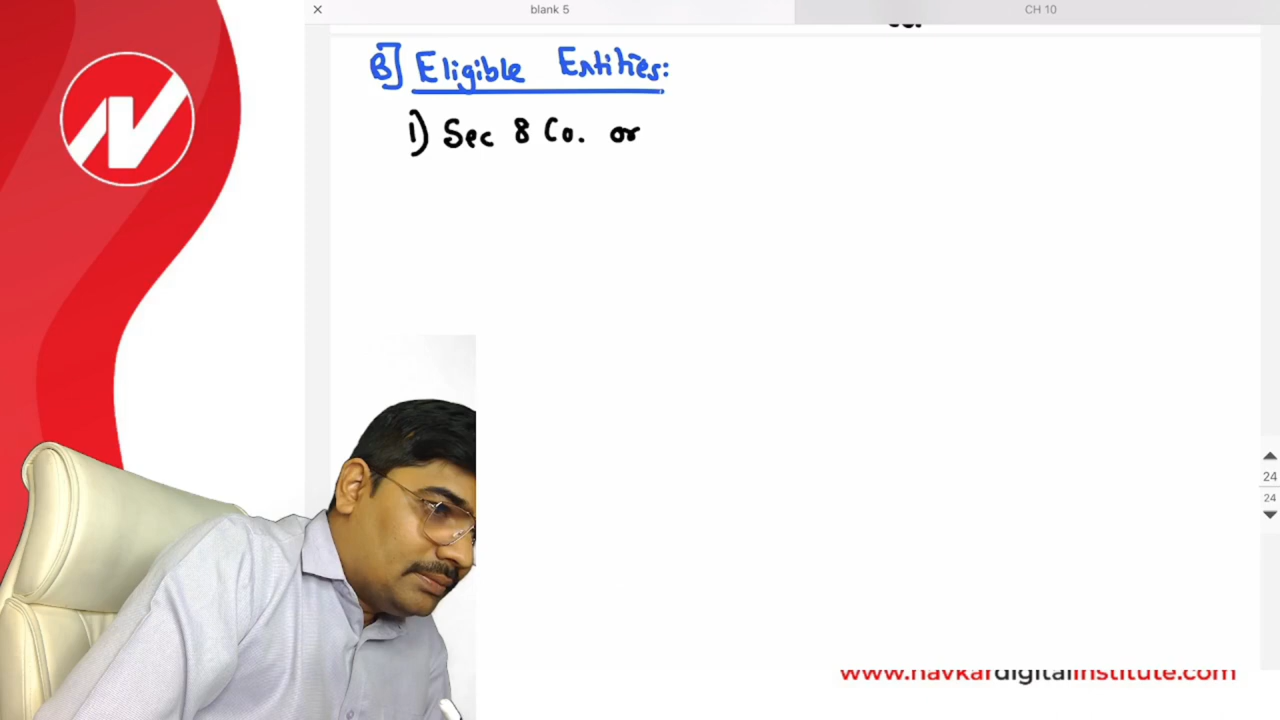 blank 5
CH 10
B] Eligible Entities:
1) Sec 8 Co. or
24
24
www.navkardigitalinstitute.com